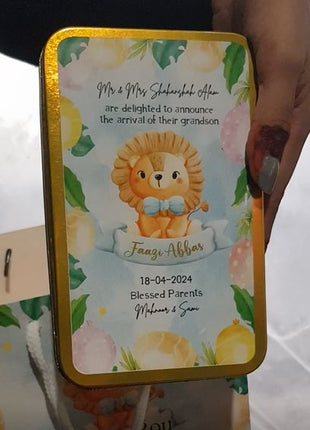 Mr & Mrs Shahanshah Alam
are delighted to announce
the arrival of their grandson
Faazi Abbas
18-04-2024
Blessed Parents
Mahnoor & Sami